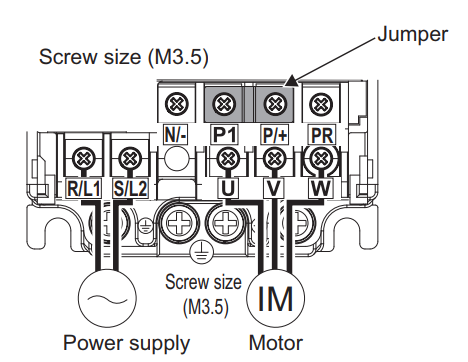 Jumper
Screw size (M3.5)
N/- P1 P/+ PR
R/L1 S/L2 U V W
Screw size
(M3.5)
IM
Power supply Motor